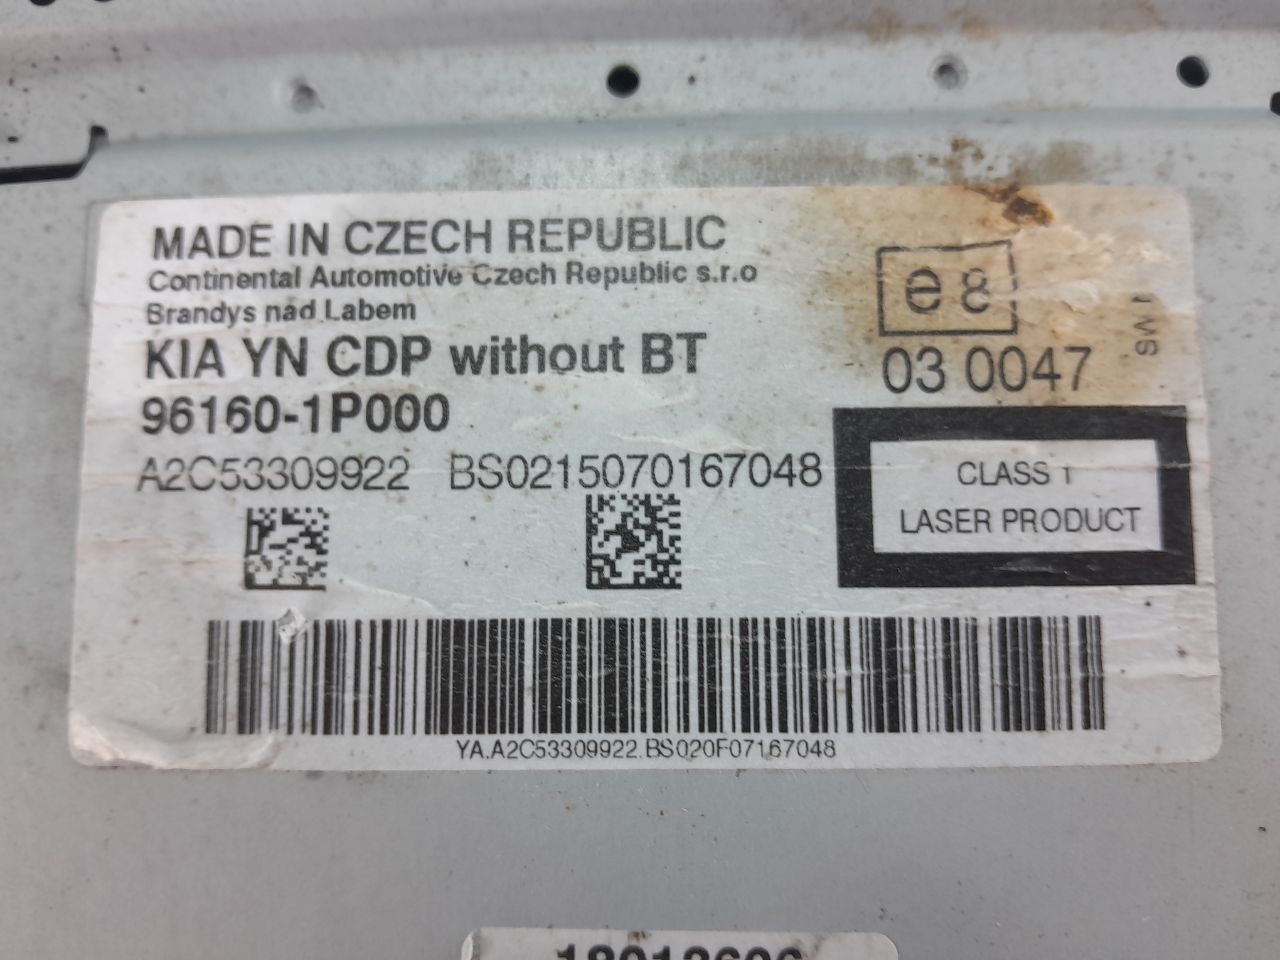 MADE IN CZECH REPUBLIC
Continental Automotive Czech Republic s.r.o
Brandys nad Labem
KIA YN CDP without BT
96160-1P000
A2C53309922 BS0215070167048
e8
03 0047
SW
CLASS 1
LASER PRODUCT
YA.A2C53309922.BS020F07167048